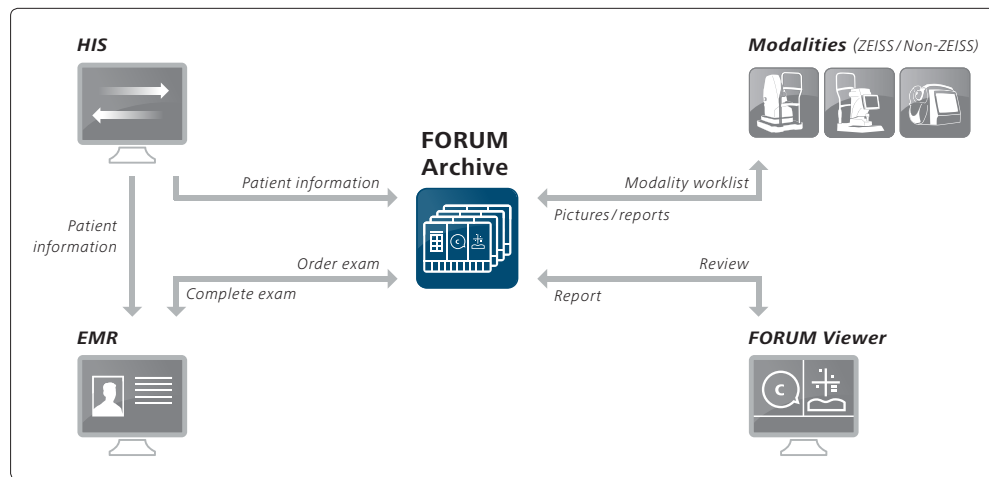 HIS
Modalities (ZEISS/Non-ZEISS)
FORUM
Archive
Patient information
Modality worklist
Pictures/reports
Patient
information
Order exam
Complete exam
Review
Report
EMR
FORUM Viewer
C
C